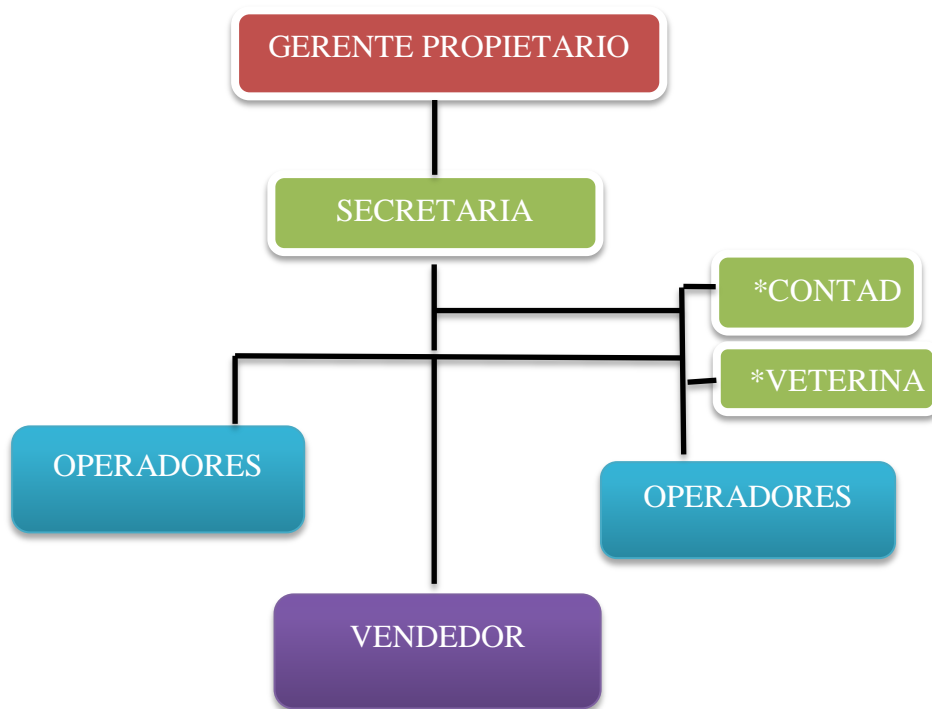 GERENTE PROPIETARIO
SECRETARIA
*CONTAD
*VETERINA
OPERADORES
OPERADORES
VENDEDOR